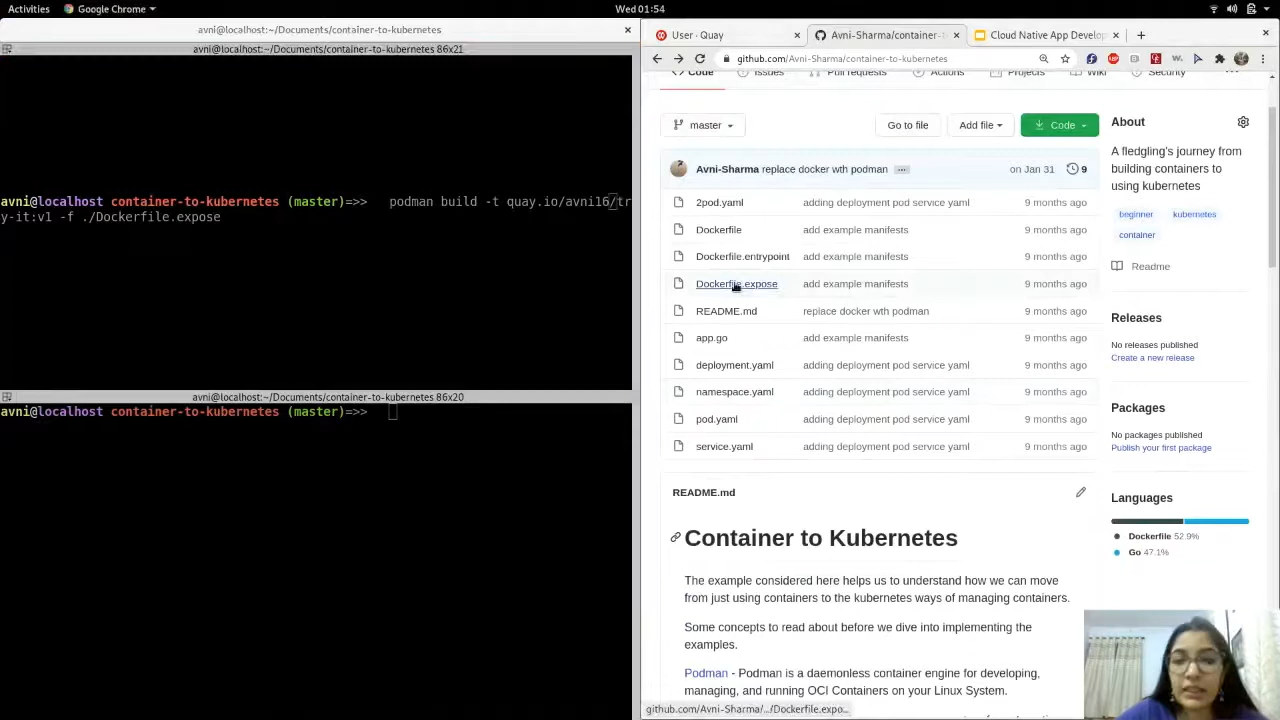 Activities
Google Chrome
Wed 01:54
avni@localhost:~/Documents/container-to-kubernetes
avni@localhost:~/Documents/container-to-kubernetes 86x21
avni@localhost container-to-kubernetes (master)=>> podman build -t quay.io/avni16/tr
y-it:v1 -f ./Dockerfile.expose
avni@localhost:~/Documents/container-to-kubernetes 86x20
avni@localhost container-to-kubernetes (master)=>>
User · Quay
Avni-Sharma/container-
Cloud Native App Develop
github.com/Avni-Sharma/container-to-kubernetes
Code
Issues
Pull requests
Actions
Projects
Wiki
Security
master
Go to file
Add file
Code
Avni-Sharma replace docker wth podman
on Jan 31
9
2pod.yaml adding deployment pod service yaml 9 months ago
Dockerfile add example manifests 9 months ago
Dockerfile.entrypoint add example manifests 9 months ago
Dockerfile.expose add example manifests 9 months ago
README.md replace docker wth podman 9 months ago
app.go add example manifests 9 months ago
deployment.yaml adding deployment pod service yaml 9 months ago
namespace.yaml adding deployment pod service yaml 9 months ago
pod.yaml adding deployment pod service yaml 9 months ago
service.yaml adding deployment pod service yaml 9 months ago
README.md
Container to Kubernetes
The example considered here helps us to understand how we can move
from just using containers to the kubernetes ways of managing containers.
Some concepts to read about before we dive into implementing the
examples.
Podman - Podman is a daemonless container engine for developing,
managing, and running OCI Containers on your Linux System.
github.com/Avni-Sharma/.../Dockerfile.expo...
About
A fledgling's journey from
building containers to
using kubernetes
beginner
kubernetes
container
Readme
Releases
No releases published
Create a new release
Packages
No packages published
Publish your first package
Languages
Dockerfile 52.9%
Go 47.1%